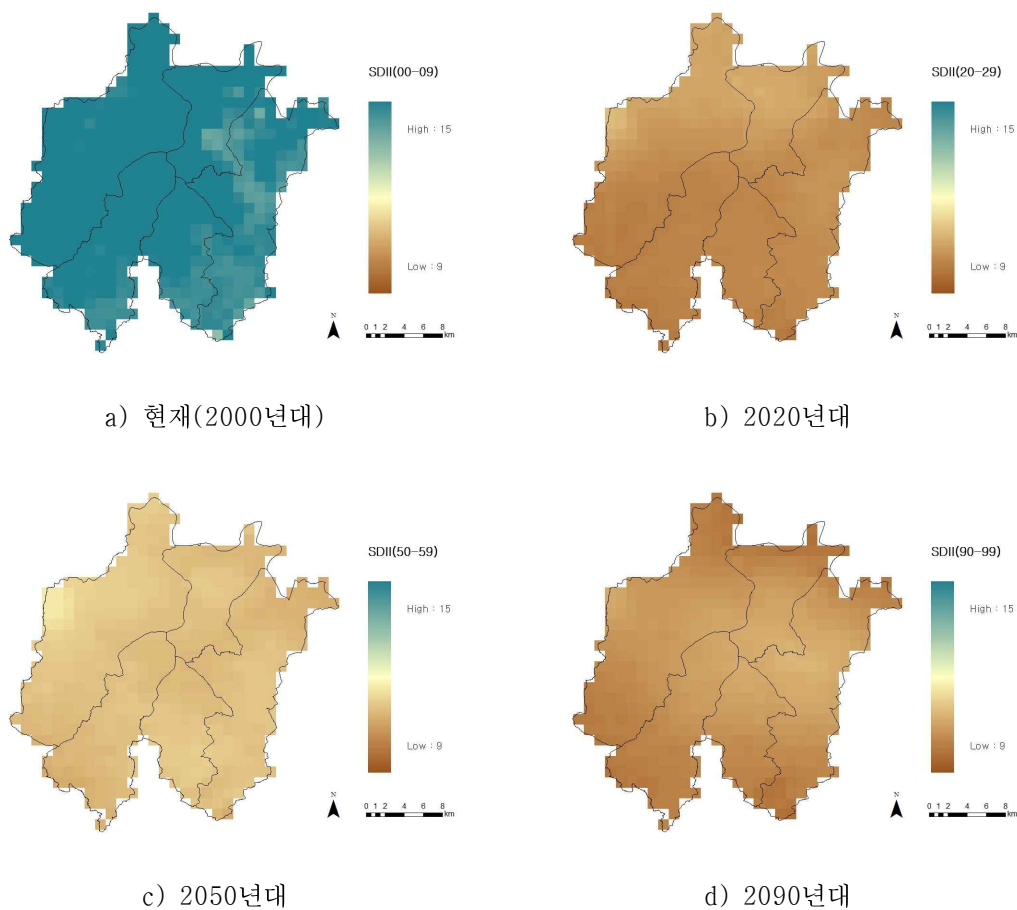 SDII(00-09)
High : 15
Low : 9
N
0 1 2 4 6 8
km
a) 현재(2000년대)
SDII(20-29)
High : 15
Low : 9
N
0 1 2 4 6 8
km
b) 2020년대
SDII(50-59)
High : 15
Low : 9
N
0 1 2 4 6 8
km
c) 2050년대
SDII(90-99)
High : 15
Low : 9
N
0 1 2 4 6 8
km
d) 2090년대